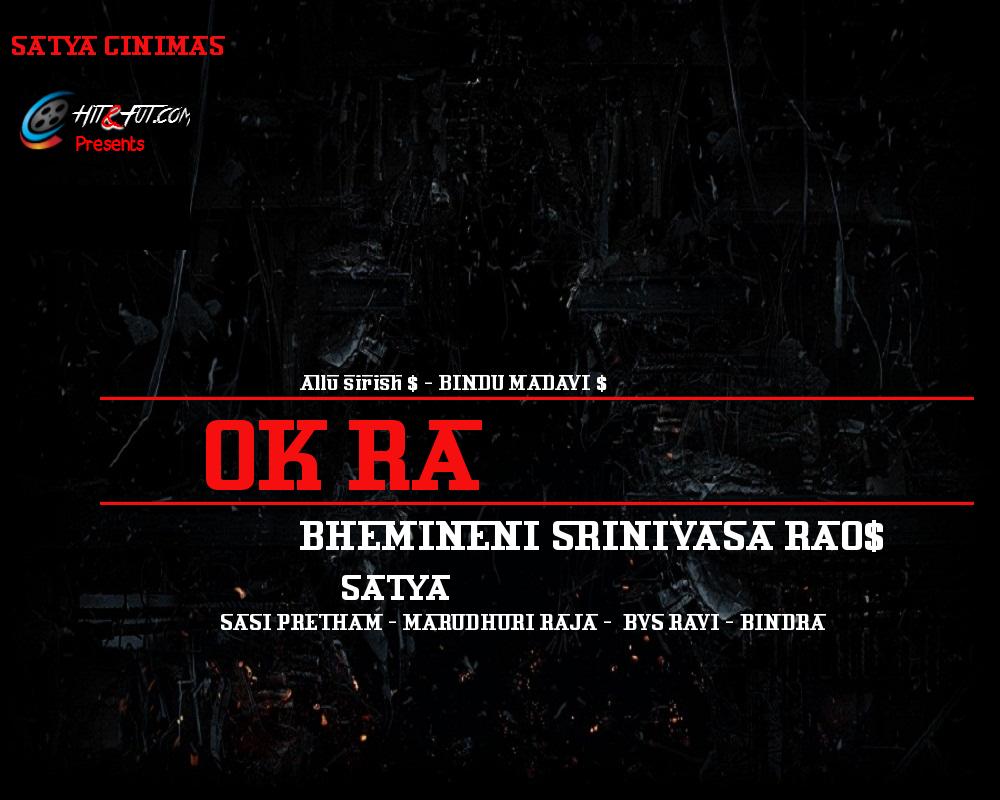 SATYA CINIMAS
HIT&FUT.COM
Presents
Allu sirish $ - BINDU MADAVI $
OK RA
BHEMINENI SRINIVASA RAO$
SATYA
SASI PRETHAM - MARUDHURI RAJA - BVS RAVI - BINDRA